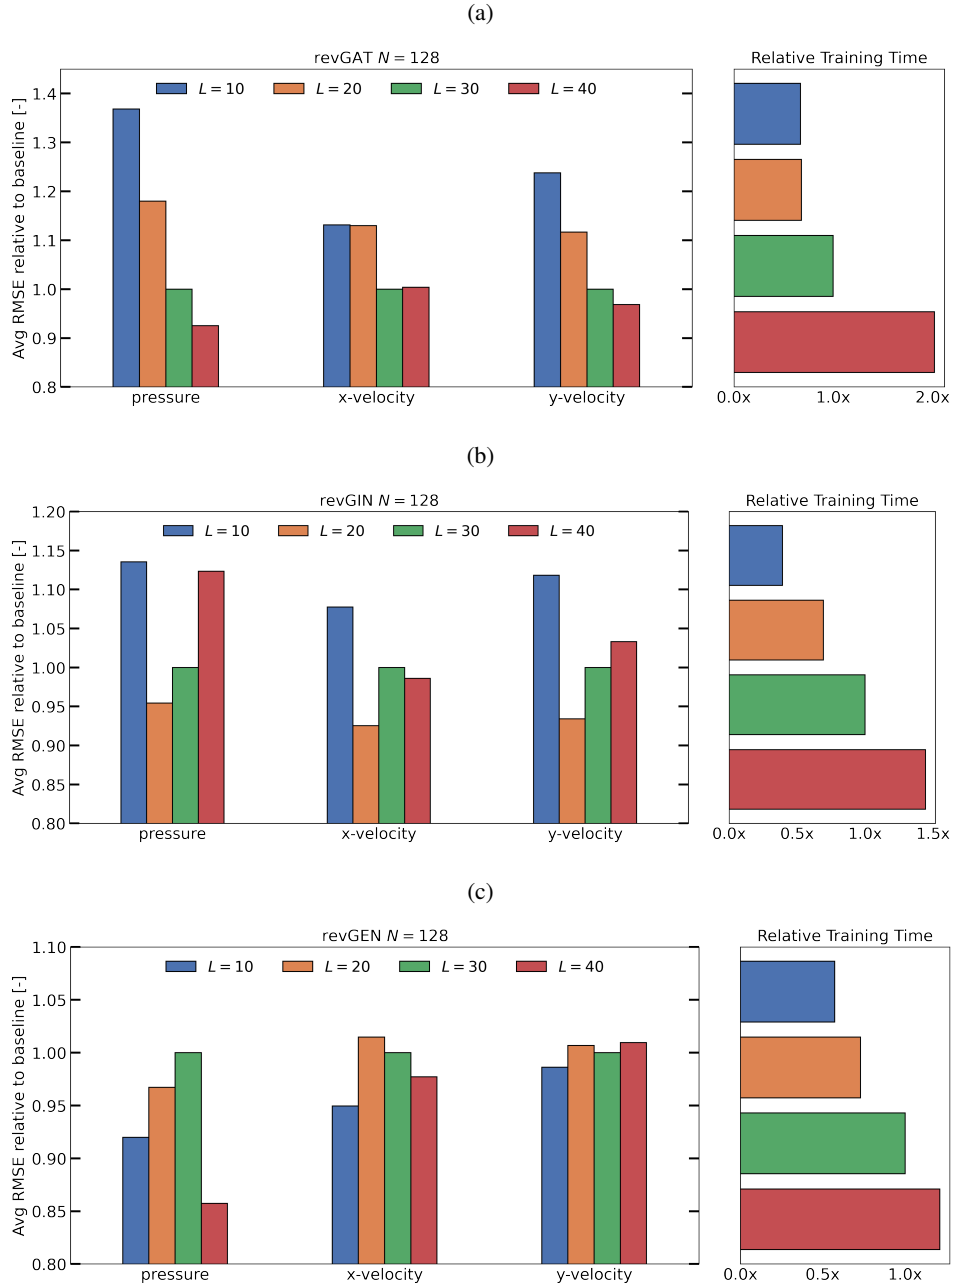 (a)
revGAT N = 128
Relative Training Time
L = 10 L = 20 L = 30 L = 40
Avg RMSE relative to baseline [-]
1.4
1.3
1.2
1.1
1.0
0.9
0.8
pressure x-velocity y-velocity
0.0x 1.0x 2.0x
(b)
revGIN N = 128
Relative Training Time
L = 10 L = 20 L = 30 L = 40
Avg RMSE relative to baseline [-]
1.20
1.15
1.10
1.05
1.00
0.95
0.90
0.85
0.80
pressure x-velocity y-velocity
0.0x 0.5x 1.0x 1.5x
(c)
revGEN N = 128
Relative Training Time
L = 10 L = 20 L = 30 L = 40
Avg RMSE relative to baseline [-]
1.10
1.05
1.00
0.95
0.90
0.85
0.80
pressure x-velocity y-velocity
0.0x 0.5x 1.0x